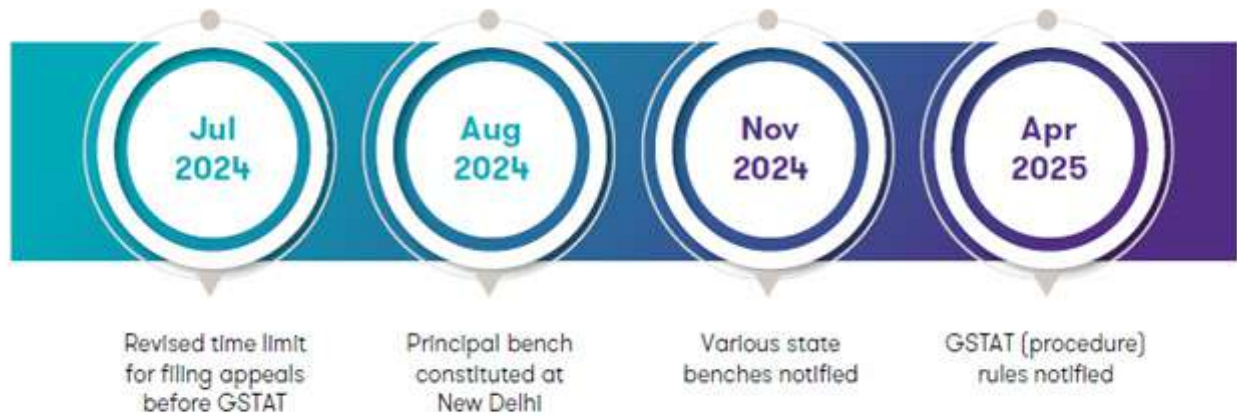 Jul
2024
Aug
2024
Nov
2024
Apr
2025
Revised time limit
for filing appeals
before GSTAT
Principal bench
constituted at
New Delhi
Various state
benches notified
GSTAT (procedure)
rules notified